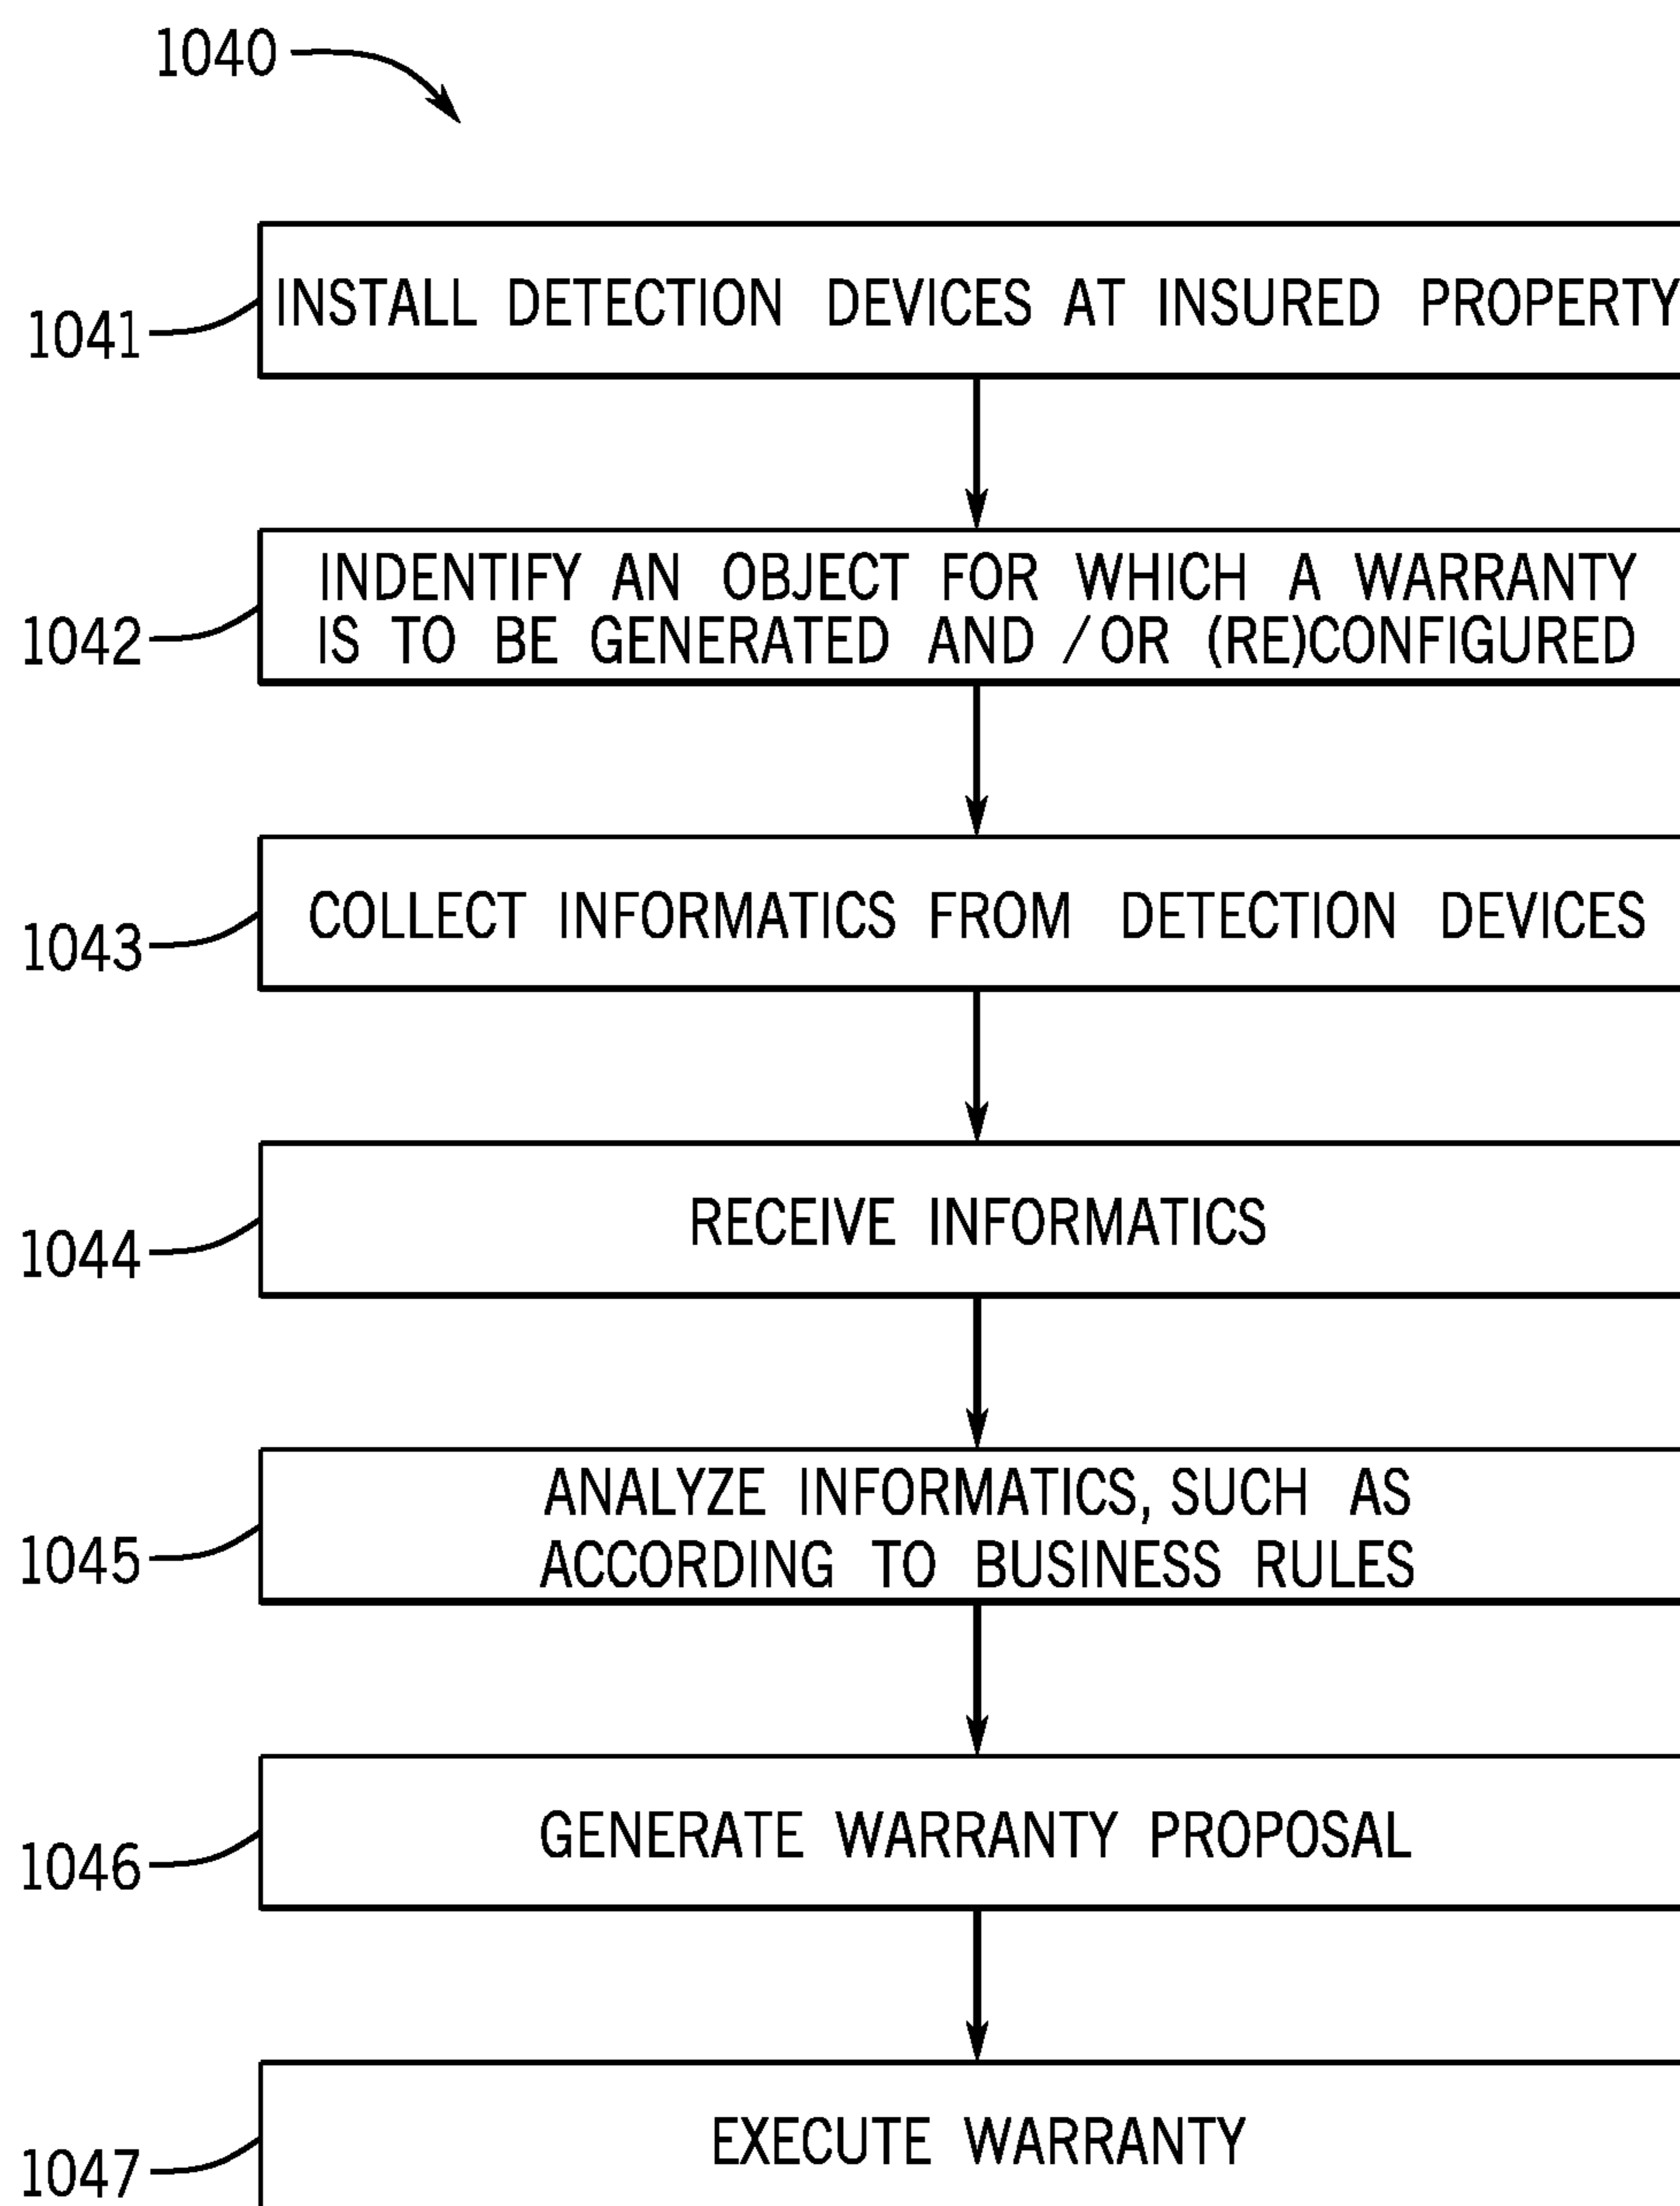 1040
1041
INSTALL DETECTION DEVICES AT INSURED PROPERTY
1042
INDENTIFY AN OBJECT FOR WHICH A WARRANTY
IS TO BE GENERATED AND /OR (RE)CONFIGURED
1043
COLLECT INFORMATICS FROM DETECTION DEVICES
1044
RECEIVE INFORMATICS
1045
ANALYZE INFORMATICS, SUCH AS
ACCORDING TO BUSINESS RULES
1046
GENERATE WARRANTY PROPOSAL
1047
EXECUTE WARRANTY